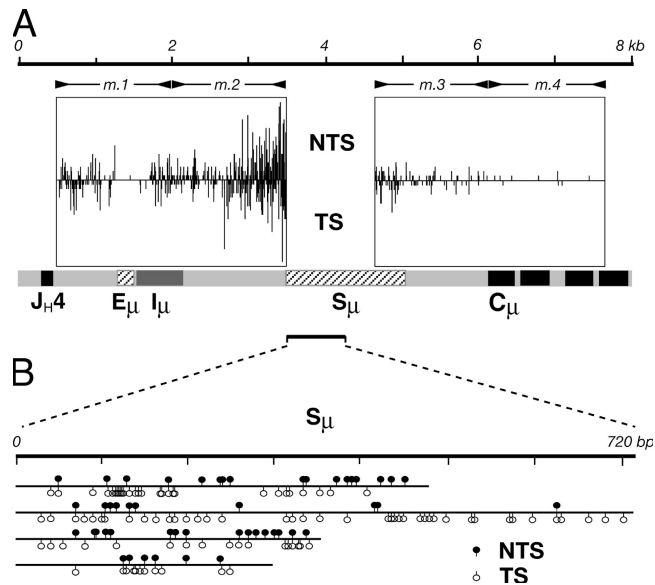 A
0 2 4 6 8 kb
m.1 m.2 m.3 m.4
NTS
TS
JH4 Eμ Iμ Sμ Cμ
B
Sμ
0 720 bp
NTS
TS